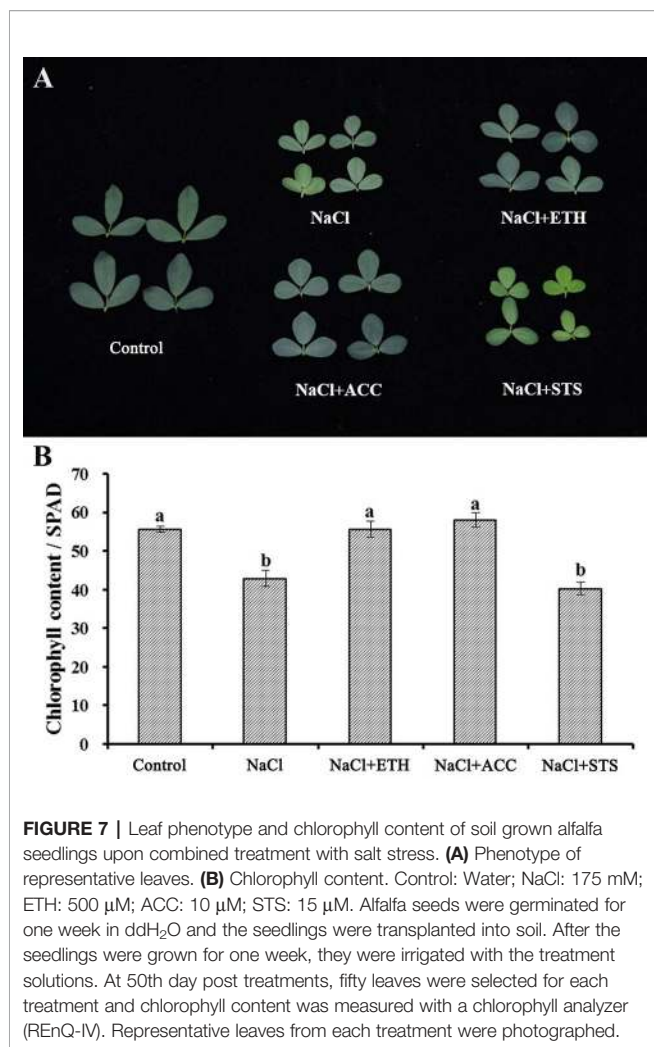 A
NaCl
NaCl+ETH
Control
NaCl+ACC
NaCl+STS
B
Chlorophyll content / SPAD
70
60
50
40
30
20
10
0
a
b
a
a
b
Control
NaCl
NaCl+ETH
NaCl+ACC
NaCl+STS
FIGURE 7 | Leaf phenotype and chlorophyll content of soil grown alfalfa
seedlings upon combined treatment with salt stress. (A) Phenotype of
representative leaves. (B) Chlorophyll content. Control: Water; NaCl: 175 mM;
ETH: 500 μM; ACC: 10 μM; STS: 15 μM. Alfalfa seeds were germinated for
one week in ddH₂O and the seedlings were transplanted into soil. After the
seedlings were grown for one week, they were irrigated with the treatment
solutions. At 50th day post treatments, fifty leaves were selected for each
treatment and chlorophyll content was measured with a chlorophyll analyzer
(REnQ-IV). Representative leaves from each treatment were photographed.